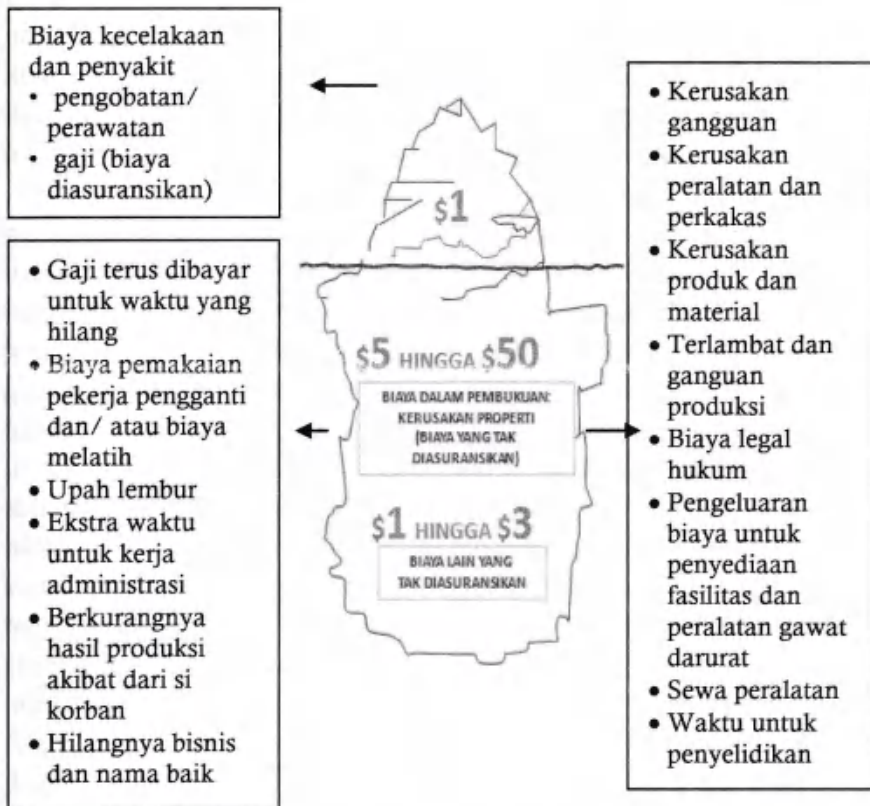 Biaya kecelakaan
dan penyakit
• pengobatan/
perawatan
• gaji (biaya
diasuransikan)
• Gaji terus dibayar
untuk waktu yang
hilang
• Biaya pemakaian
pekerja pengganti
dan/ atau biaya
melatih
• Upah lembur
• Ekstra waktu
untuk kerja
administrasi
• Berkurangnya
hasil produksi
akibat dari si
korban
• Hilangnya bisnis
dan nama baik
$1
$5 HINGGA $50
BIAYA DALAM PEMBUKUAN:
KERUSAKAN PROPERTI
(BIAYA YANG TAK
DIASURANSIKAN)
$1 HINGGA $3
BIAYA LAIN YANG
TAK DIASURANSIKAN
• Kerusakan
gangguan
• Kerusakan
peralatan dan
perkakas
• Kerusakan
produk dan
material
• Terlambat dan
ganguan
produksi
• Biaya legal
hukum
• Pengeluaran
biaya untuk
penyediaan
fasilitas dan
peralatan gawat
darurat
• Sewa peralatan
• Waktu untuk
penyelidikan